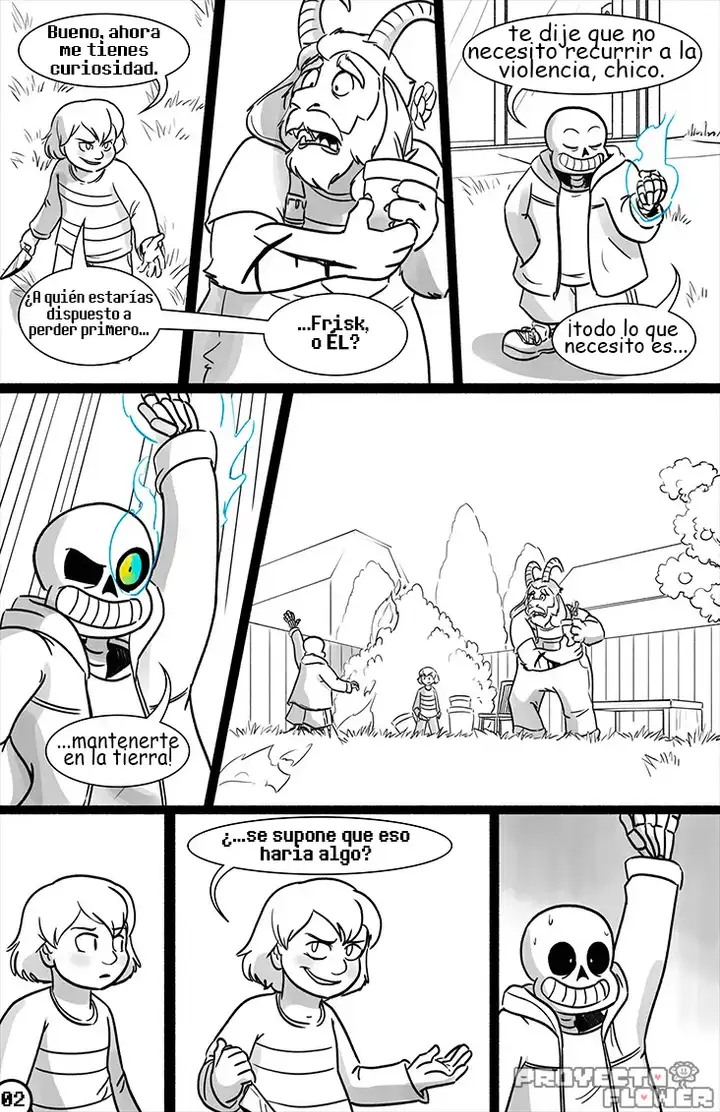 Bueno, ahora
me tienes
curiosidad.
¿A quién estarías
dispuesto a
perder primero...
...Frisk,
o ÉL?
te dije que no
necesito recurrir a la
violencia, chico.
¡todo lo que
necesito es...
...mantenerte
en la tierra!
¿...se supone que eso
haria algo?
02
PROYECTO
FLOWER